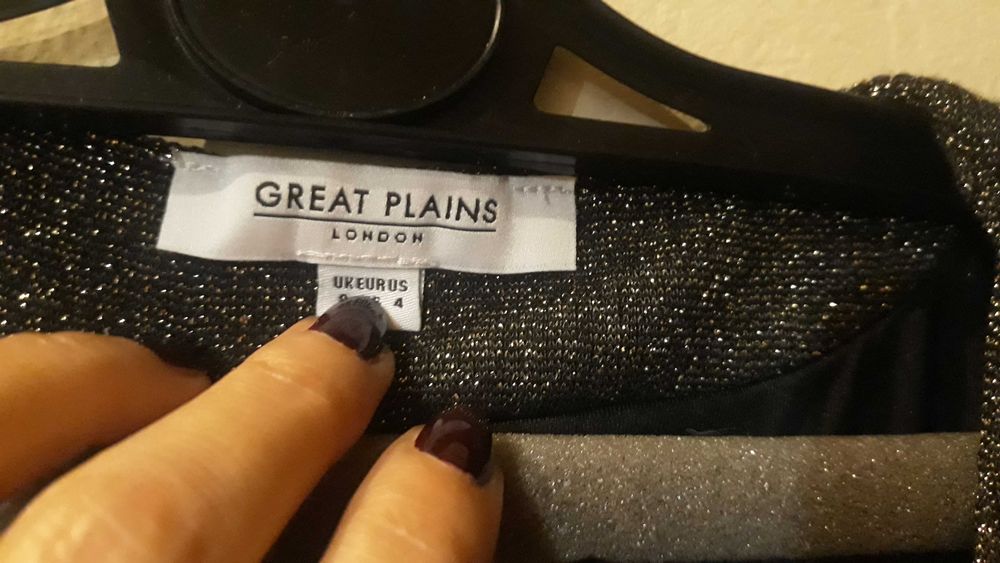 GREAT PLAINS
LONDON
UK EUR US
4